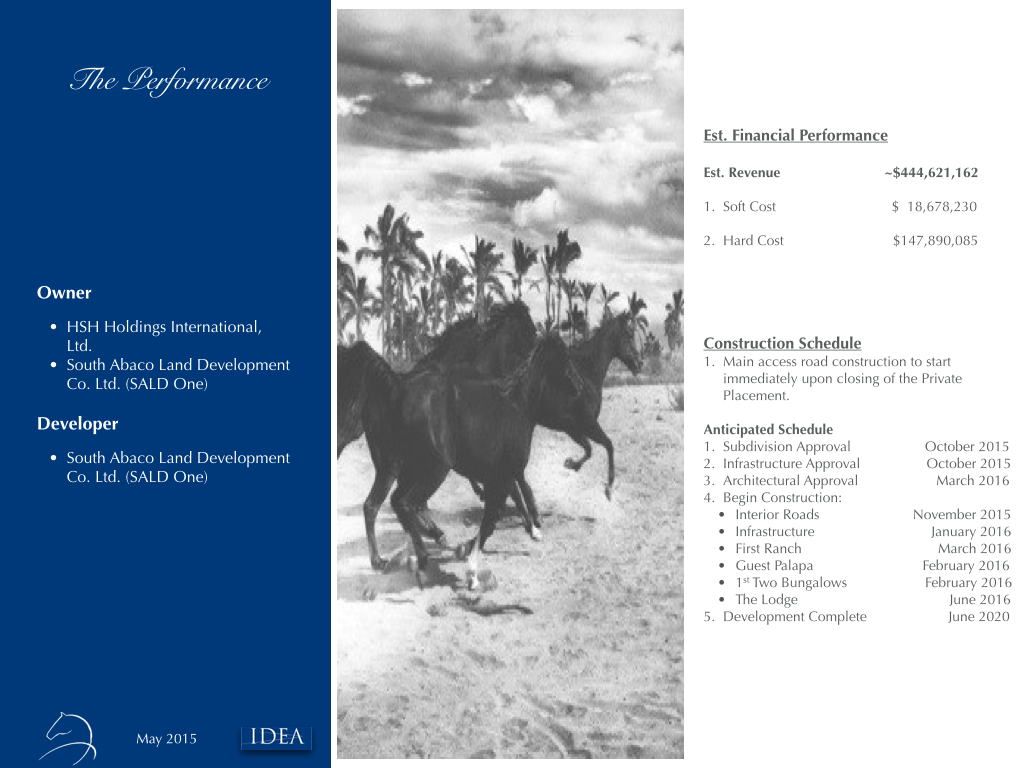 The Performance
Owner
• HSH Holdings International,
Ltd.
• South Abaco Land Development
Co. Ltd. (SALD One)
Developer
• South Abaco Land Development
Co. Ltd. (SALD One)
May 2015
IDEA
Est. Financial Performance
Est. Revenue ~$444,621,162
1. Soft Cost $ 18,678,230
2. Hard Cost $147,890,085
Construction Schedule
1. Main access road construction to start
immediately upon closing of the Private
Placement.
Anticipated Schedule
1. Subdivision Approval October 2015
2. Infrastructure Approval October 2015
3. Architectural Approval March 2016
4. Begin Construction:
• Interior Roads November 2015
• Infrastructure January 2016
• First Ranch March 2016
• Guest Palapa February 2016
• 1st Two Bungalows February 2016
• The Lodge June 2016
5. Development Complete June 2020